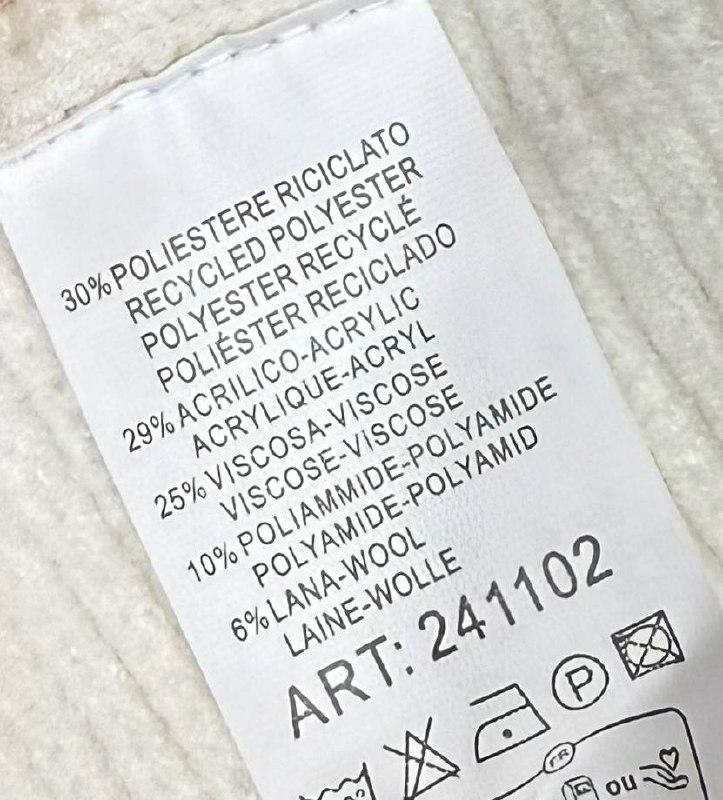 30% POLIESTERE RICICLATO
RECYCLED POLYESTER
POLYESTER RECYCLÉ
POLIÉSTER RECICLADO
29% ACRILICO-ACRYLIC
ACRYLIQUE-ACRYL
25% VISCOSA-VISCOSE
VISCOSE-VISCOSE
10% POLIAMMIDE-POLYAMIDE
POLYAMIDE-POLYAMID
6% LANA-WOOL
LAINE-WOLLE
ART: 241102
P
FR
ou